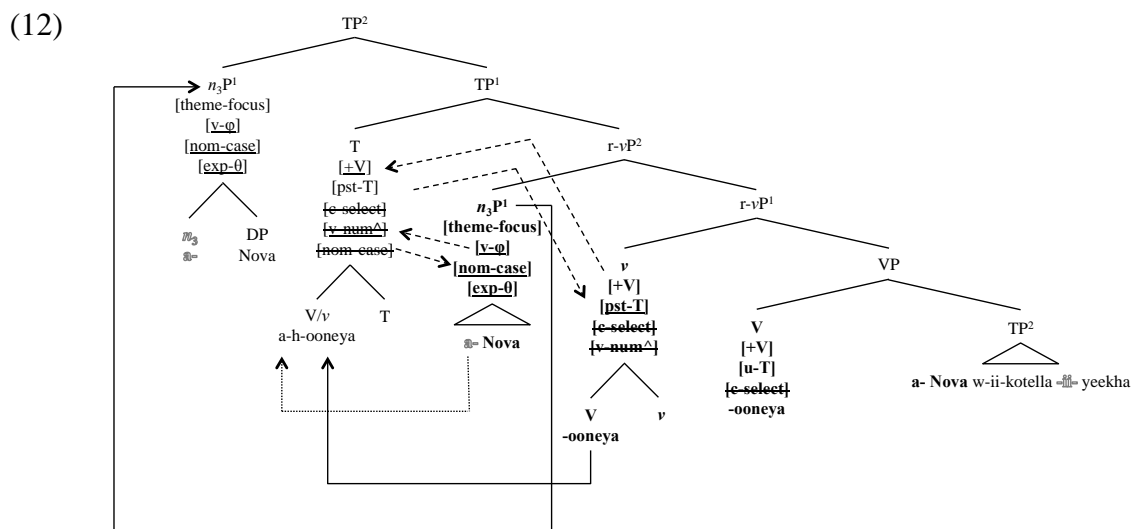 (12)
TP²
n₃P¹
[theme-focus]
[v-φ]
[nom-case]
[exp-θ]
n₃
a-
DP
Nova
TP¹
T
[+V]
[pst-T]
[c-select]
[v-num^]
[nom-case]
V/v
a-h-ooneya
T
r-vP²
n₃P¹
[theme-focus]
[v-φ]
[nom-case]
[exp-θ]
a- Nova
r-vP¹
v
[+V]
[pst-T]
[c-select]
[v-num^]
V
-ooneya
v
VP
V
[+V]
[u-T]
[c-select]
-ooneya
TP²
a- Nova w-ii-kotella -ii- yeekha